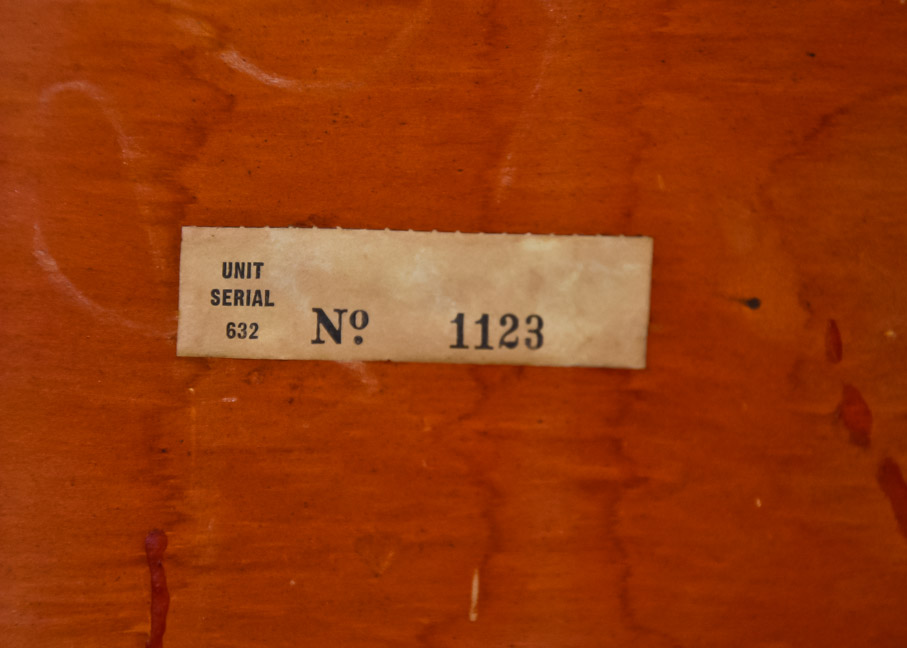 UNIT
SERIAL
632
Nº 1123